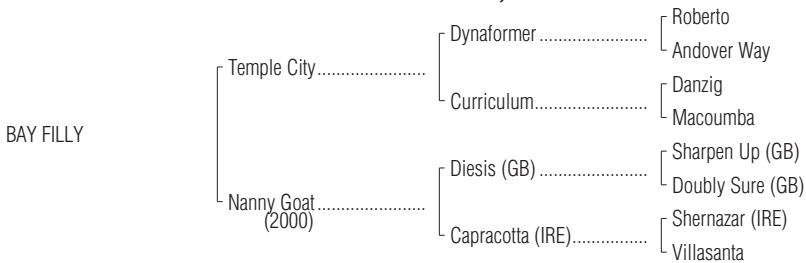 Roberto
Dynaformer
Andover Way
Temple City
Danzig
Curriculum
Macoumba
BAY FILLY
Sharpen Up (GB)
Diesis (GB)
Doubly Sure (GB)
Nanny Goat
(2000)
Shernazar (IRE)
Capracotta (IRE)
Villasanta